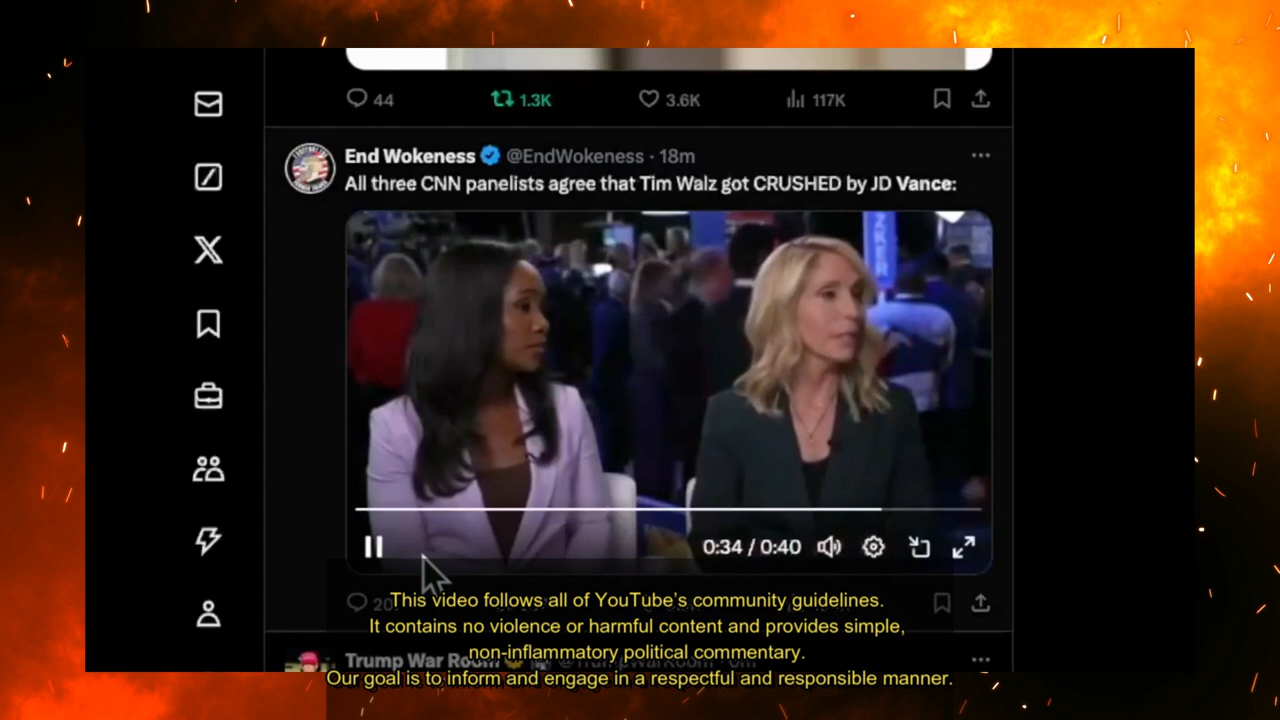 44 1.3K 3.6K 117K
End Wokeness @EndWokeness · 18m
All three CNN panelists agree that Tim Walz got CRUSHED by JD Vance:
0:34 / 0:40
This video follows all of YouTube's community guidelines.
It contains no violence or harmful content and provides simple,
Trump War Room
non-inflammatory political commentary.
Our goal is to inform and engage in a respectful and responsible manner.